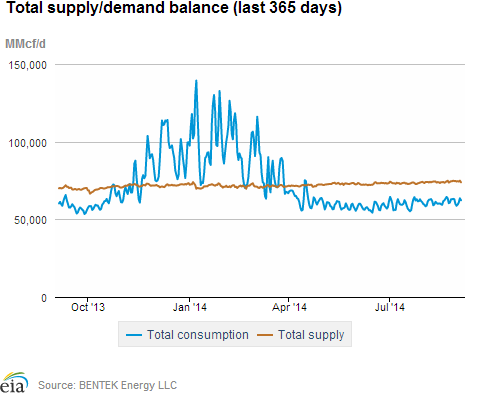 Total supply/demand balance (last 365 days)
MMcf/d
150,000
100,000
50,000
0
Oct '13 Jan '14 Apr '14 Jul '14
Total consumption Total supply
eia Source: BENTEK Energy LLC